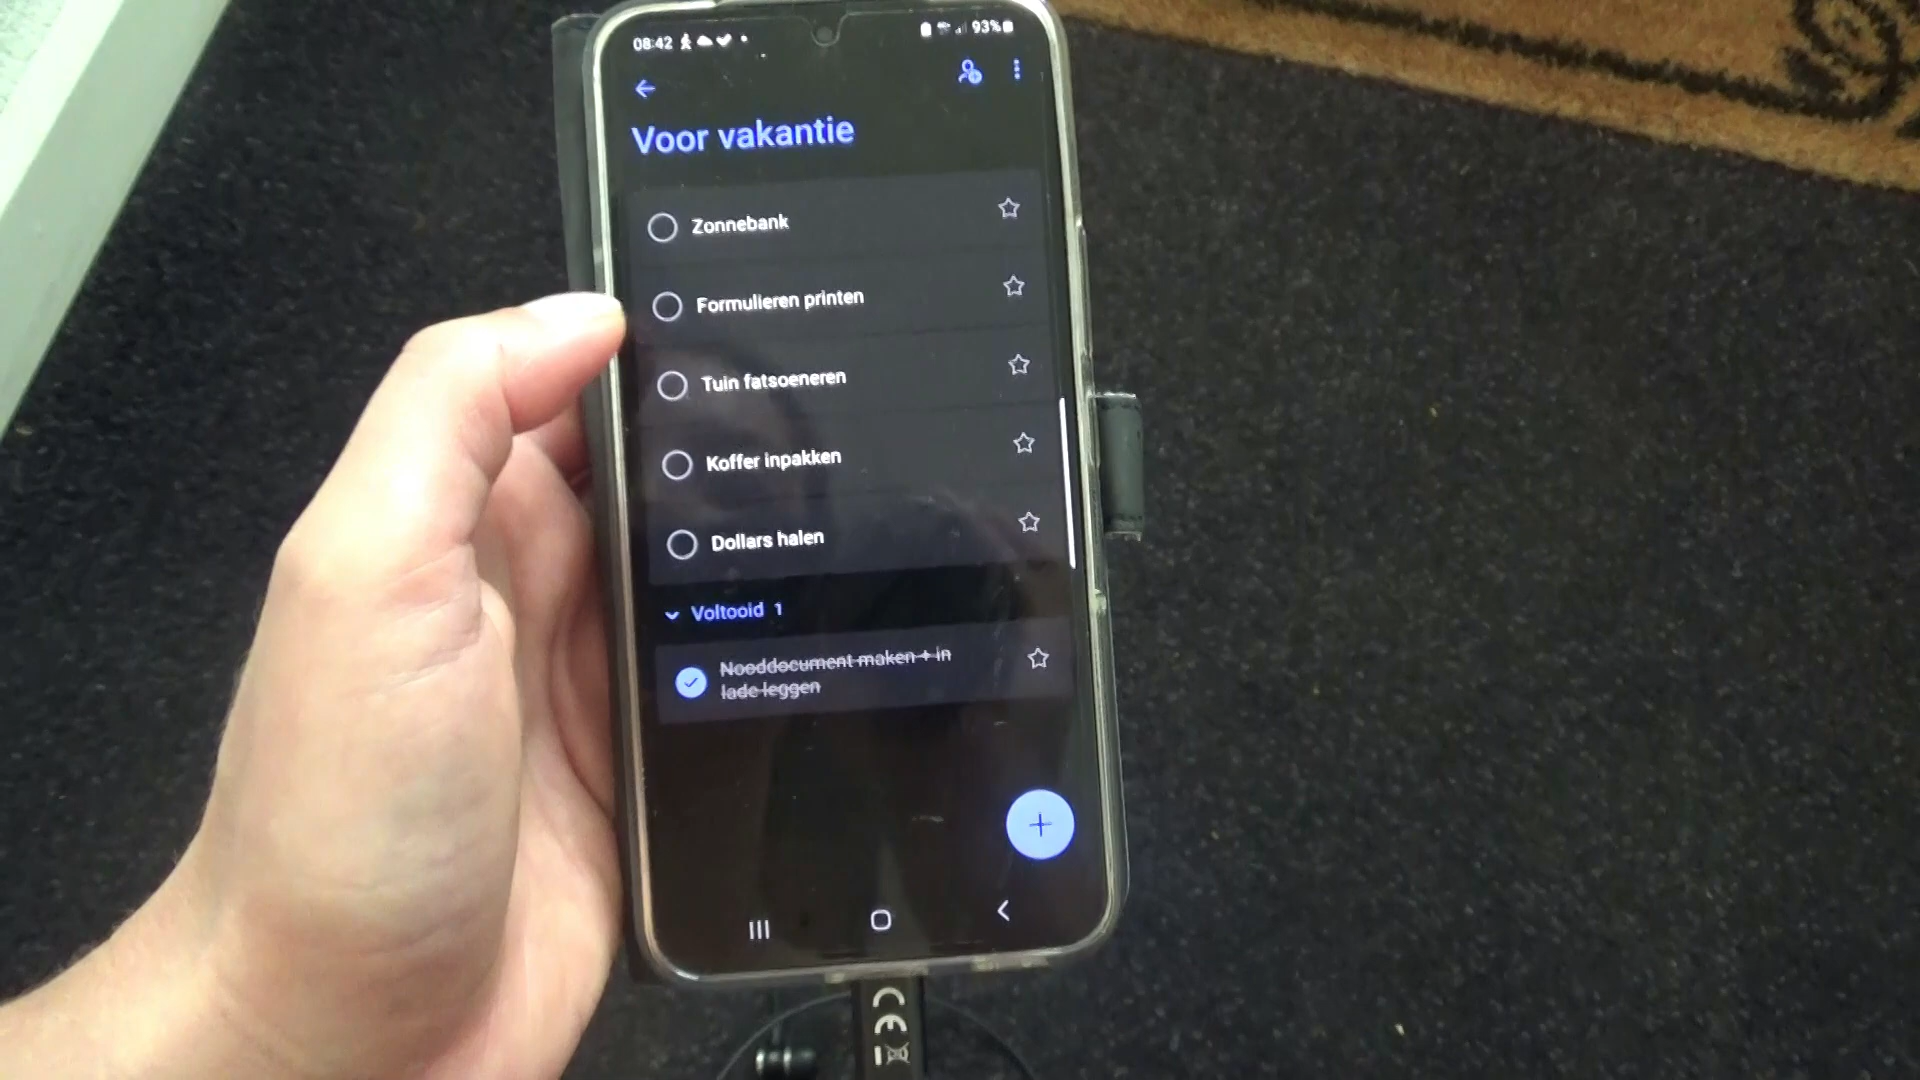 08:42 93%
Voor vakantie
Zonnebank
Formulieren printen
Tuin fatsoeneren
Koffer inpakken
Dollars halen
Voltooid 1
Nooddocument maken + in
lade leggen
CE